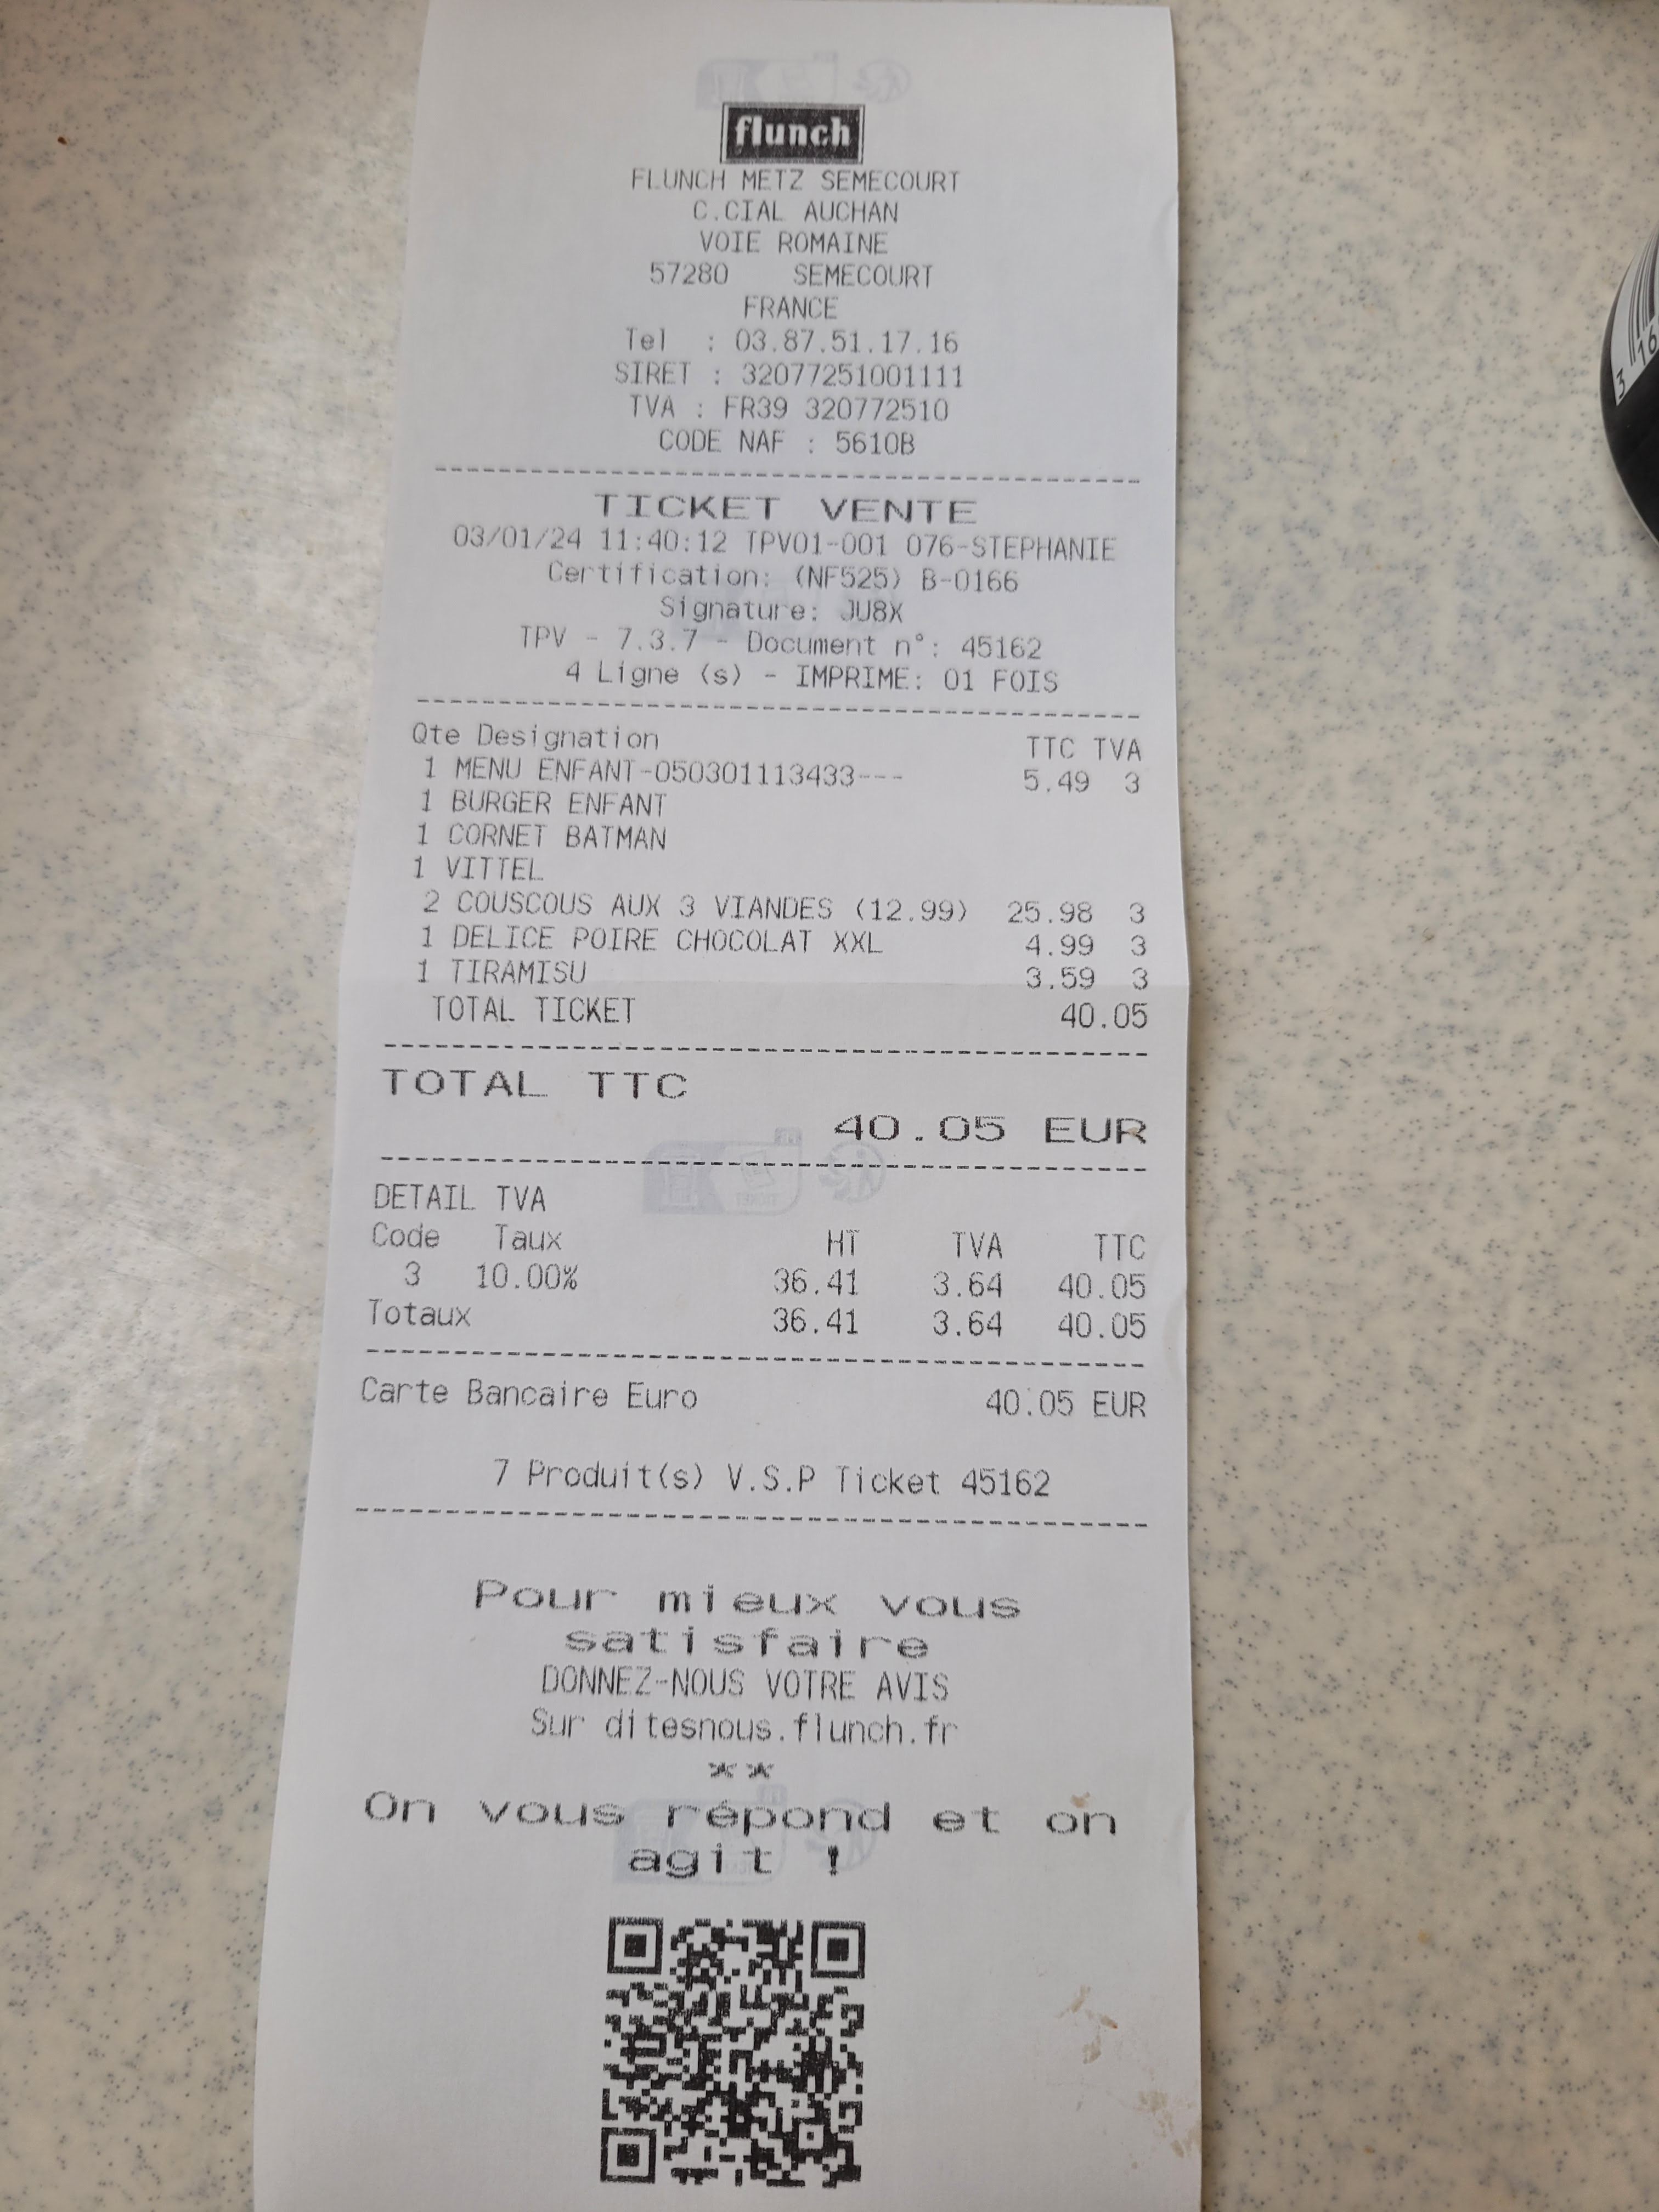 flunch
FLUNCH METZ SEMECOURT
C.CIAL AUCHAN
VOIE ROMAINE
57280 SEMECOURT
FRANCE
Tel : 03.87.51.17.16
SIRET : 32077251001111
TVA : FR39 320772510
CODE NAF : 5610B
TICKET VENTE
03/01/24 11:40:12 TPV01-001 076-STEPHANIE
Certification: (NF525) B-0166
Signature: JU8X
TPV - 7.3.7 - Document n°: 45162
4 Ligne (s) - IMPRIME: 01 FOIS
Qte Designation TTC TVA
1 MENU ENFANT-050301113433--- 5.49 3
1 BURGER ENFANT
1 CORNET BATMAN
1 VITTEL
2 COUSCOUS AUX 3 VIANDES (12.99) 25.98 3
1 DELICE POIRE CHOCOLAT XXL 4.99 3
1 TIRAMISU 3.59 3
TOTAL TICKET 40.05
TOTAL TTC
40.05 EUR
DETAIL TVA
Code Taux HT TVA TTC
3 10.00% 36.41 3.64 40.05
Totaux 36.41 3.64 40.05
Carte Bancaire Euro 40.05 EUR
7 Produit(s) V.S.P Ticket 45162
Pour mieux vous
satisfaire
DONNEZ-NOUS VOTRE AVIS
Sur ditesnous.flunch.fr
**
On vous répond et on
agit !
3 16